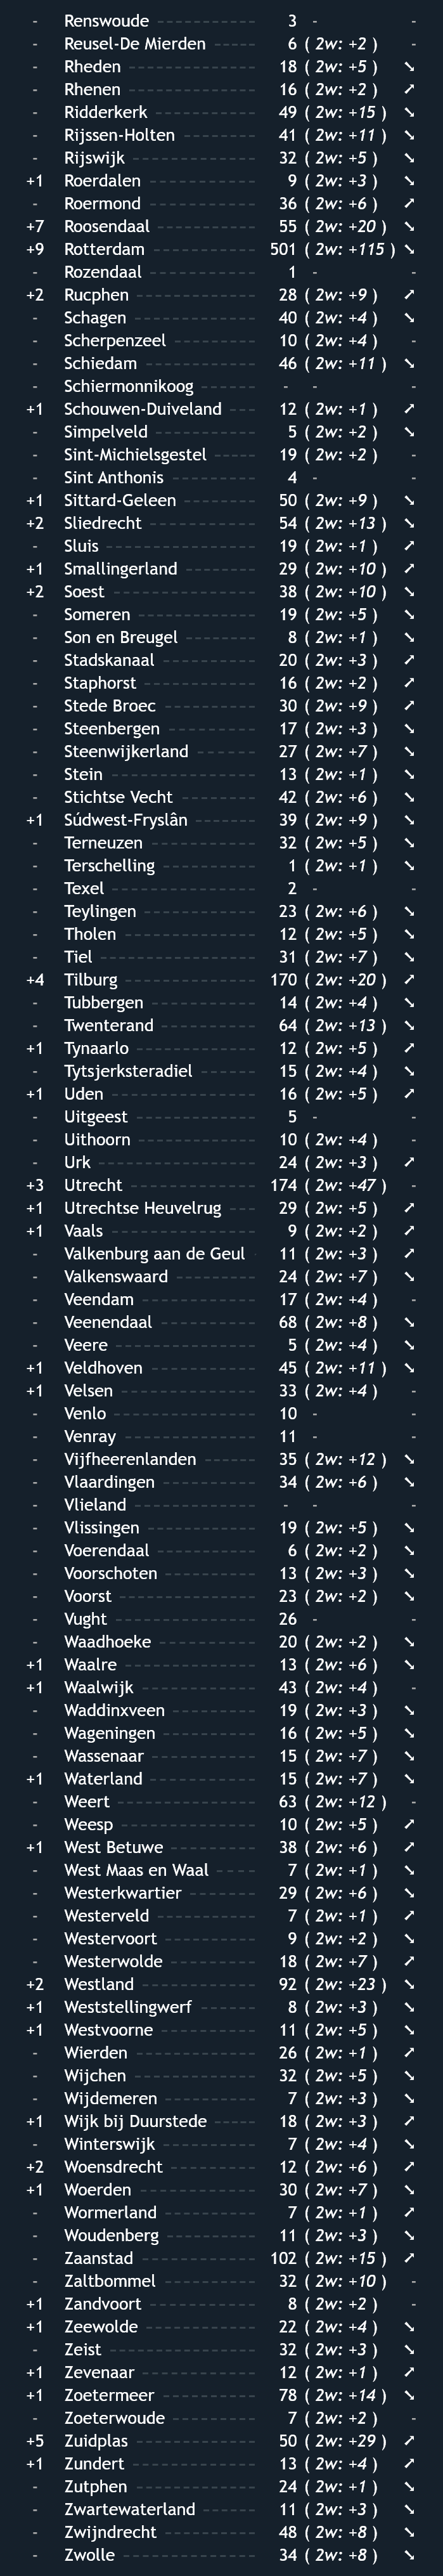 - Renswoude 3 - -
- Reusel-De Mierden 6 ( 2w: +2 ) -
- Rheden 18 ( 2w: +5 ) ➘
- Rhenen 16 ( 2w: +2 ) ➚
- Ridderkerk 49 ( 2w: +15 ) ➘
- Rijssen-Holten 41 ( 2w: +11 ) ➘
- Rijswijk 32 ( 2w: +5 ) ➘
+1 Roerdalen 9 ( 2w: +3 ) ➘
- Roermond 36 ( 2w: +6 ) ➚
+7 Roosendaal 55 ( 2w: +20 ) ➘
+9 Rotterdam 501 ( 2w: +115 ) ➘
- Rozendaal 1 - -
+2 Rucphen 28 ( 2w: +9 ) ➚
- Schagen 40 ( 2w: +4 ) ➘
- Scherpenzeel 10 ( 2w: +4 ) -
- Schiedam 46 ( 2w: +11 ) ➘
- Schiermonnikoog - - -
+1 Schouwen-Duiveland 12 ( 2w: +1 ) ➚
- Simpelveld 5 ( 2w: +2 ) ➘
- Sint-Michielsgestel 19 ( 2w: +2 ) -
- Sint Anthonis 4 - -
+1 Sittard-Geleen 50 ( 2w: +9 ) ➘
+2 Sliedrecht 54 ( 2w: +13 ) ➘
- Sluis 19 ( 2w: +1 ) ➚
+1 Smallingerland 29 ( 2w: +10 ) ➚
+2 Soest 38 ( 2w: +10 ) ➘
- Someren 19 ( 2w: +5 ) ➘
- Son en Breugel 8 ( 2w: +1 ) ➘
- Stadskanaal 20 ( 2w: +3 ) ➚
- Staphorst 16 ( 2w: +2 ) ➚
- Stede Broec 30 ( 2w: +9 ) ➚
- Steenbergen 17 ( 2w: +3 ) ➘
- Steenwijkerland 27 ( 2w: +7 ) ➘
- Stein 13 ( 2w: +1 ) ➘
- Stichtse Vecht 42 ( 2w: +6 ) ➘
+1 Súdwest-Fryslân 39 ( 2w: +9 ) ➘
- Terneuzen 32 ( 2w: +5 ) ➘
- Terschelling 1 ( 2w: +1 ) ➘
- Texel 2 - -
- Teylingen 23 ( 2w: +6 ) ➘
- Tholen 12 ( 2w: +5 ) ➘
- Tiel 31 ( 2w: +7 ) ➘
+4 Tilburg 170 ( 2w: +20 ) ➚
- Tubbergen 14 ( 2w: +4 ) ➘
- Twenterand 64 ( 2w: +13 ) ➘
+1 Tynaarlo 12 ( 2w: +5 ) ➚
- Tytsjerksteradiel 15 ( 2w: +4 ) ➘
+1 Uden 16 ( 2w: +5 ) ➚
- Uitgeest 5 - -
- Uithoorn 10 ( 2w: +4 ) -
- Urk 24 ( 2w: +3 ) ➚
+3 Utrecht 174 ( 2w: +47 ) -
+1 Utrechtse Heuvelrug 29 ( 2w: +5 ) ➚
+1 Vaals 9 ( 2w: +2 ) ➚
- Valkenburg aan de Geul 11 ( 2w: +3 ) ➚
- Valkenswaard 24 ( 2w: +7 ) ➘
- Veendam 17 ( 2w: +4 ) -
- Veenendaal 68 ( 2w: +8 ) ➘
- Veere 5 ( 2w: +4 ) ➘
+1 Veldhoven 45 ( 2w: +11 ) ➘
+1 Velsen 33 ( 2w: +4 ) -
- Venlo 10 - -
- Venray 11 - -
- Vijfheerenlanden 35 ( 2w: +12 ) ➘
- Vlaardingen 34 ( 2w: +6 ) ➘
- Vlieland - - -
- Vlissingen 19 ( 2w: +5 ) ➘
- Voerendaal 6 ( 2w: +2 ) ➘
- Voorschoten 13 ( 2w: +3 ) ➘
- Voorst 23 ( 2w: +2 ) ➘
- Vught 26 - -
- Waadhoeke 20 ( 2w: +2 ) ➘
+1 Waalre 13 ( 2w: +6 ) ➘
+1 Waalwijk 43 ( 2w: +4 ) -
- Waddinxveen 19 ( 2w: +3 ) ➘
- Wageningen 16 ( 2w: +5 ) ➘
- Wassenaar 15 ( 2w: +7 ) ➘
+1 Waterland 15 ( 2w: +7 ) ➘
- Weert 63 ( 2w: +12 ) -
- Weesp 10 ( 2w: +5 ) ➚
+1 West Betuwe 38 ( 2w: +6 ) ➘
- West Maas en Waal 7 ( 2w: +1 ) ➘
- Westerkwartier 29 ( 2w: +6 ) ➘
- Westerveld 7 ( 2w: +1 ) ➚
- Westervoort 9 ( 2w: +2 ) ➘
- Westerwolde 18 ( 2w: +7 ) ➚
+2 Westland 92 ( 2w: +23 ) ➘
+1 Weststellingwerf 8 ( 2w: +3 ) ➘
+1 Westvoorne 11 ( 2w: +5 ) ➘
- Wierden 26 ( 2w: +1 ) ➚
- Wijchen 32 ( 2w: +5 ) ➘
- Wijdemeren 7 ( 2w: +3 ) ➘
+1 Wijk bij Duurstede 18 ( 2w: +3 ) ➚
- Winterswijk 7 ( 2w: +4 ) ➘
+2 Woensdrecht 12 ( 2w: +6 ) ➚
+1 Woerden 30 ( 2w: +7 ) ➘
- Wormerland 7 ( 2w: +1 ) ➚
- Woudenberg 11 ( 2w: +3 ) ➘
- Zaanstad 102 ( 2w: +15 ) ➚
- Zaltbommel 32 ( 2w: +10 ) -
+1 Zandvoort 8 ( 2w: +2 ) -
+1 Zeewolde 22 ( 2w: +4 ) ➘
- Zeist 32 ( 2w: +3 ) ➘
+1 Zevenaar 12 ( 2w: +1 ) ➚
+1 Zoetermeer 78 ( 2w: +14 ) ➘
- Zoeterwoude 7 ( 2w: +2 ) -
+5 Zuidplas 50 ( 2w: +29 ) ➚
+1 Zundert 13 ( 2w: +4 ) ➚
- Zutphen 24 ( 2w: +1 ) ➘
- Zwartewaterland 11 ( 2w: +3 ) ➘
- Zwijndrecht 48 ( 2w: +8 ) ➘
- Zwolle 34 ( 2w: +8 ) ➘